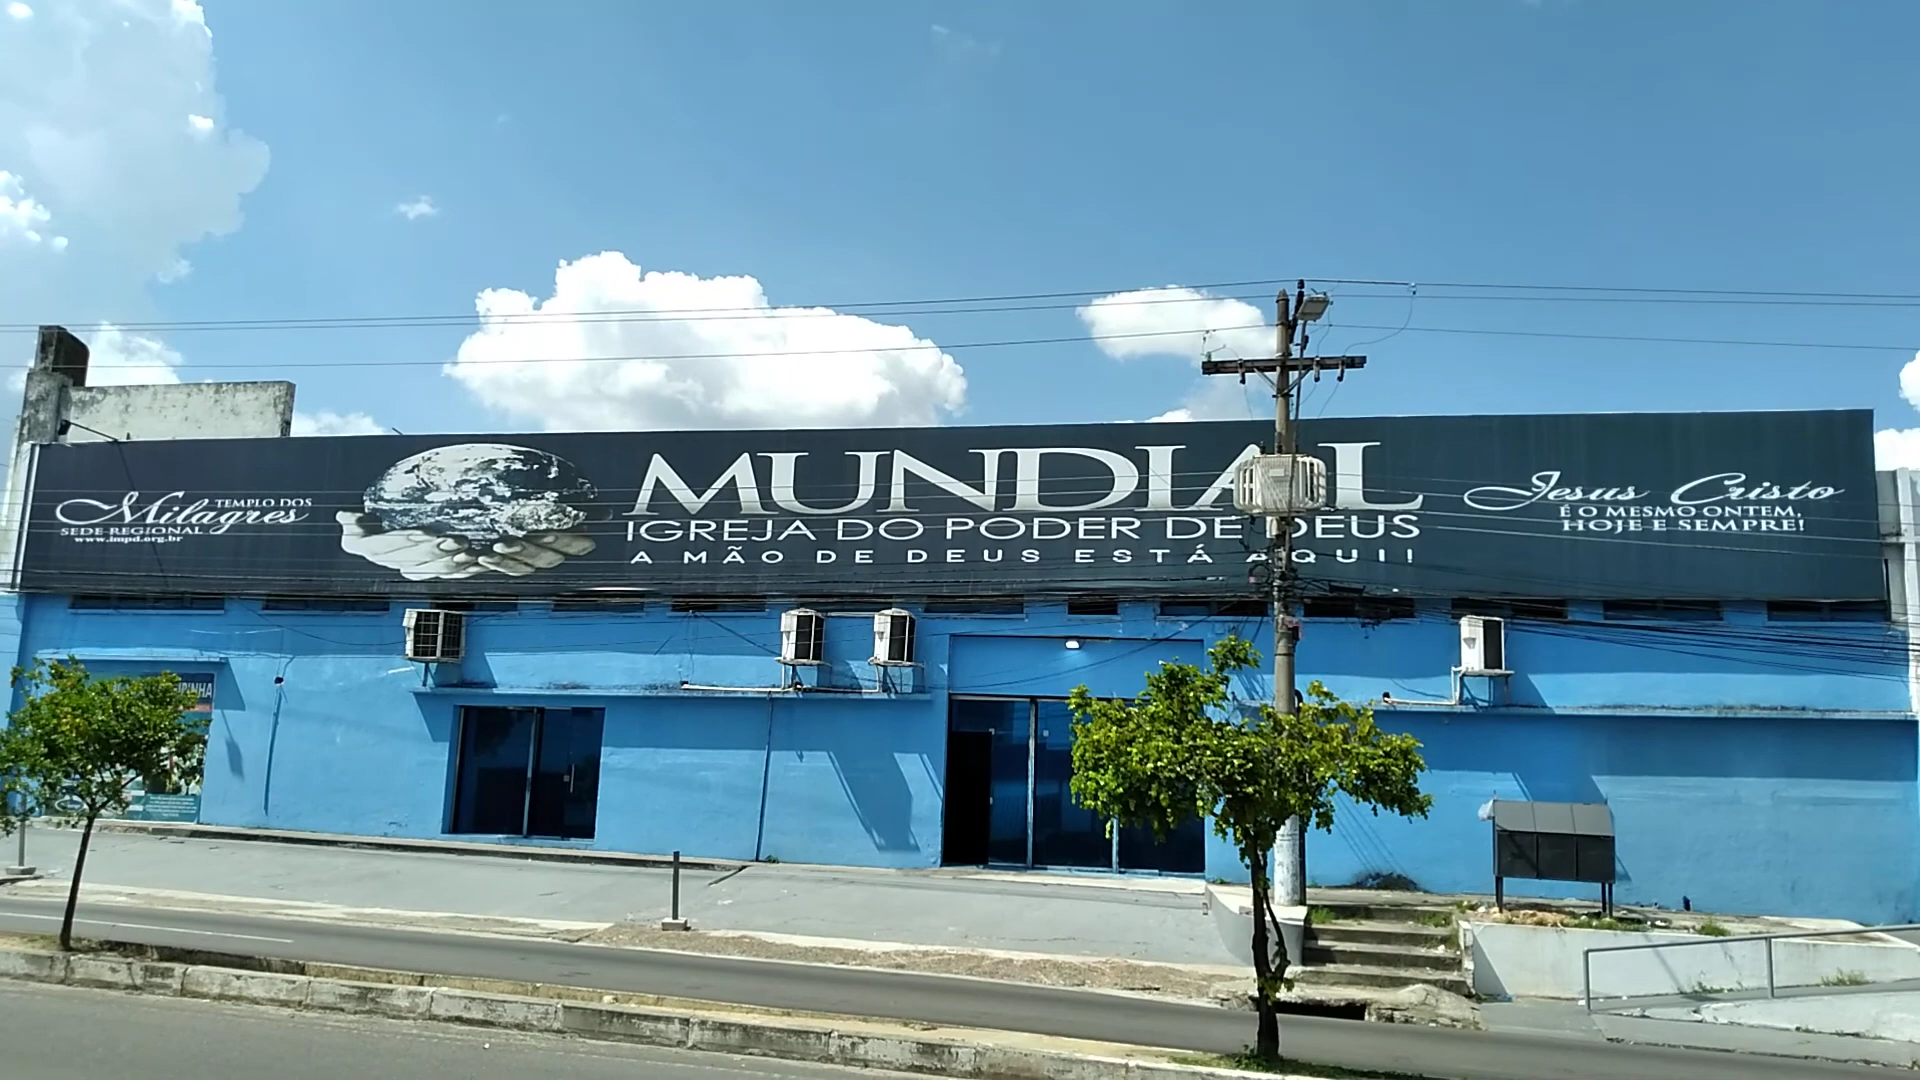 TEMPLO DOS
Milagres
SEDE REGIONAL
www.impd.org.br
MUNDIAL
IGREJA DO PODER DE DEUS
A MÃO DE DEUS ESTÁ AQUI!
Jesus Cristo
É O MESMO ONTEM,
HOJE E SEMPRE!